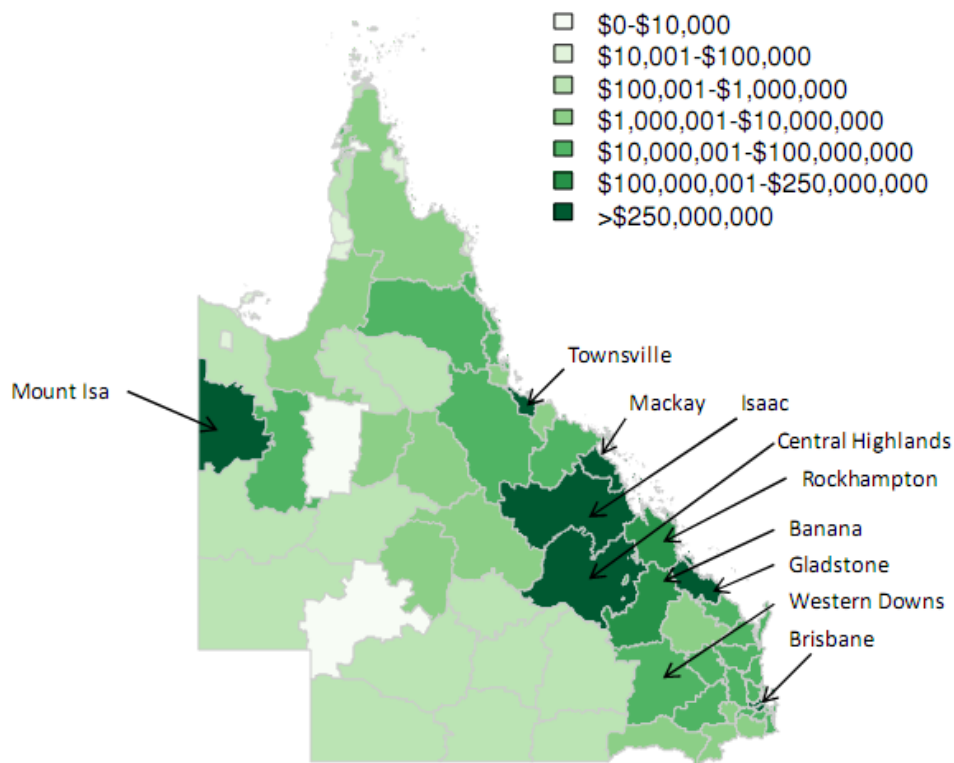 $0-$10,000
$10,001-$100,000
$100,001-$1,000,000
$1,000,001-$10,000,000
$10,000,001-$100,000,000
$100,000,001-$250,000,000
>$250,000,000
Townsville
Mount Isa
Mackay
Isaac
Central Highlands
Rockhampton
Banana
Gladstone
Western Downs
Brisbane